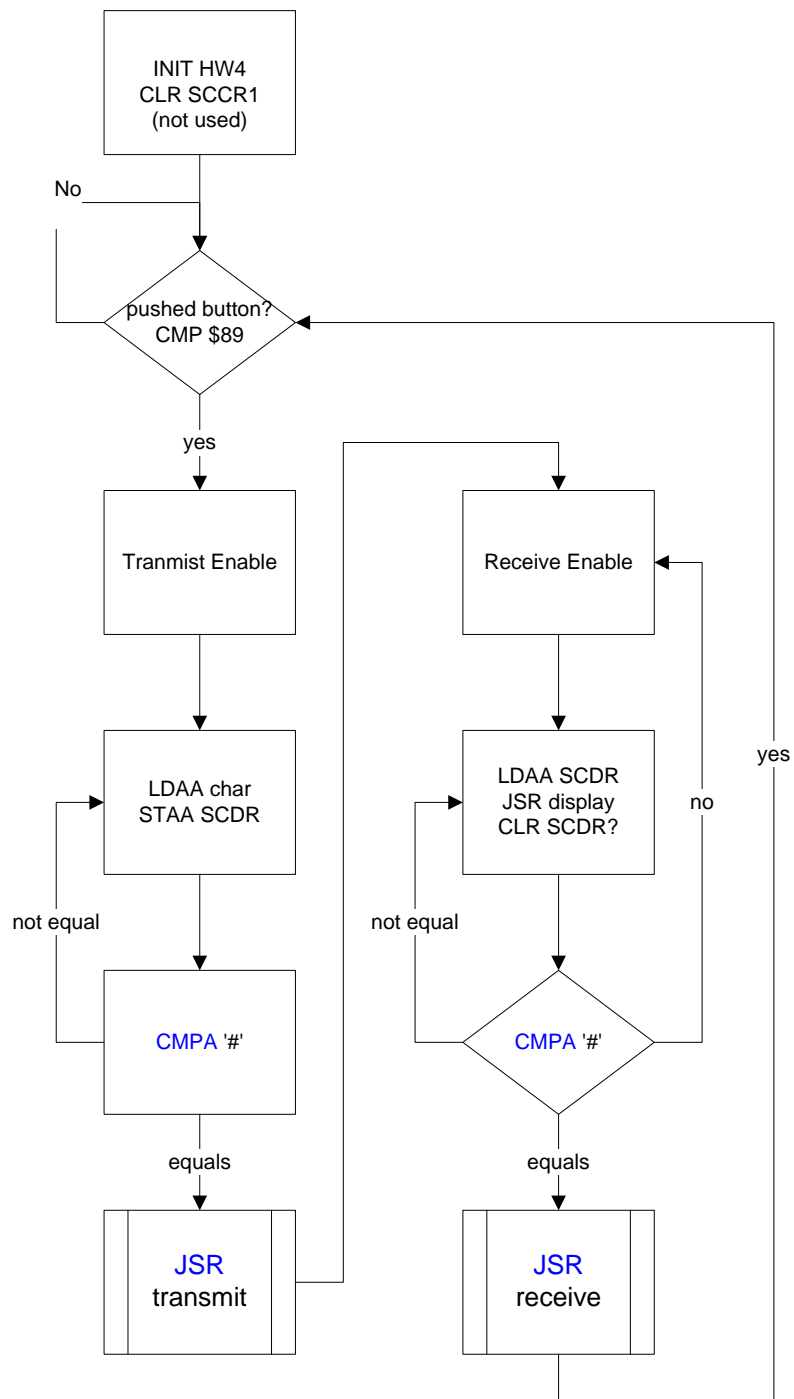 INIT HW4
CLR SCCR1
(not used)
No
pushed button?
CMP $89
yes
Tranmist Enable
Receive Enable
LDAA char
STAA SCDR
LDAA SCDR
JSR display
CLR SCDR?
yes
no
not equal
not equal
CMPA '#'
CMPA '#'
equals
equals
JSR
transmit
JSR
receive